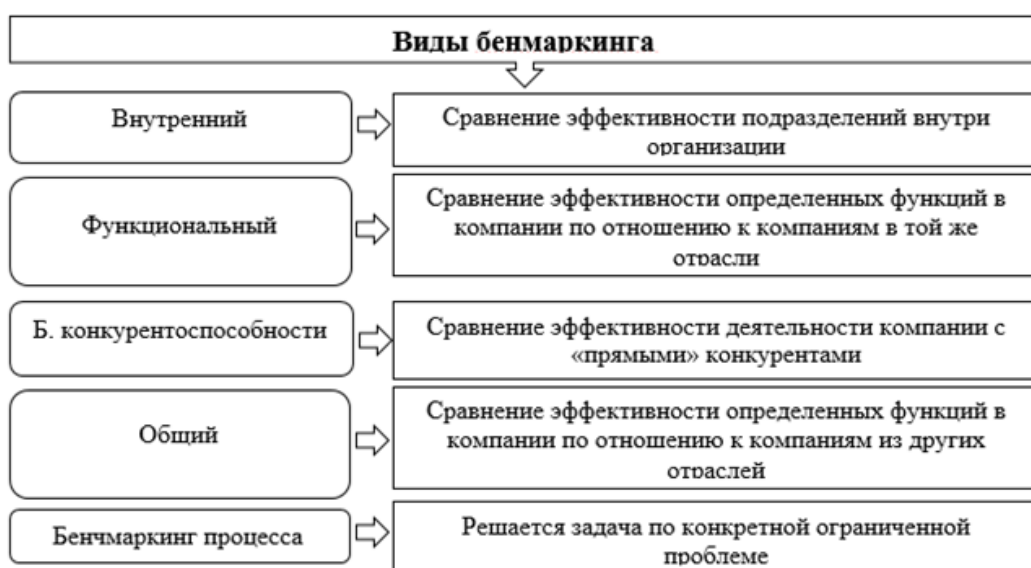 Виды бенмаркинга
Внутренний
Сравнение эффективности подразделений внутри
организации
Функциональный
Сравнение эффективности определенных функций в
компании по отношению к компаниям в той же
отрасли
Б. конкурентоспособности
Сравнение эффективности деятельности компании с
«прямыми» конкурентами
Общий
Сравнение эффективности определенных функций в
компании по отношению к компаниям из других
отраслей
Бенчмаркинг процесса
Решается задача по конкретной ограниченной
проблеме